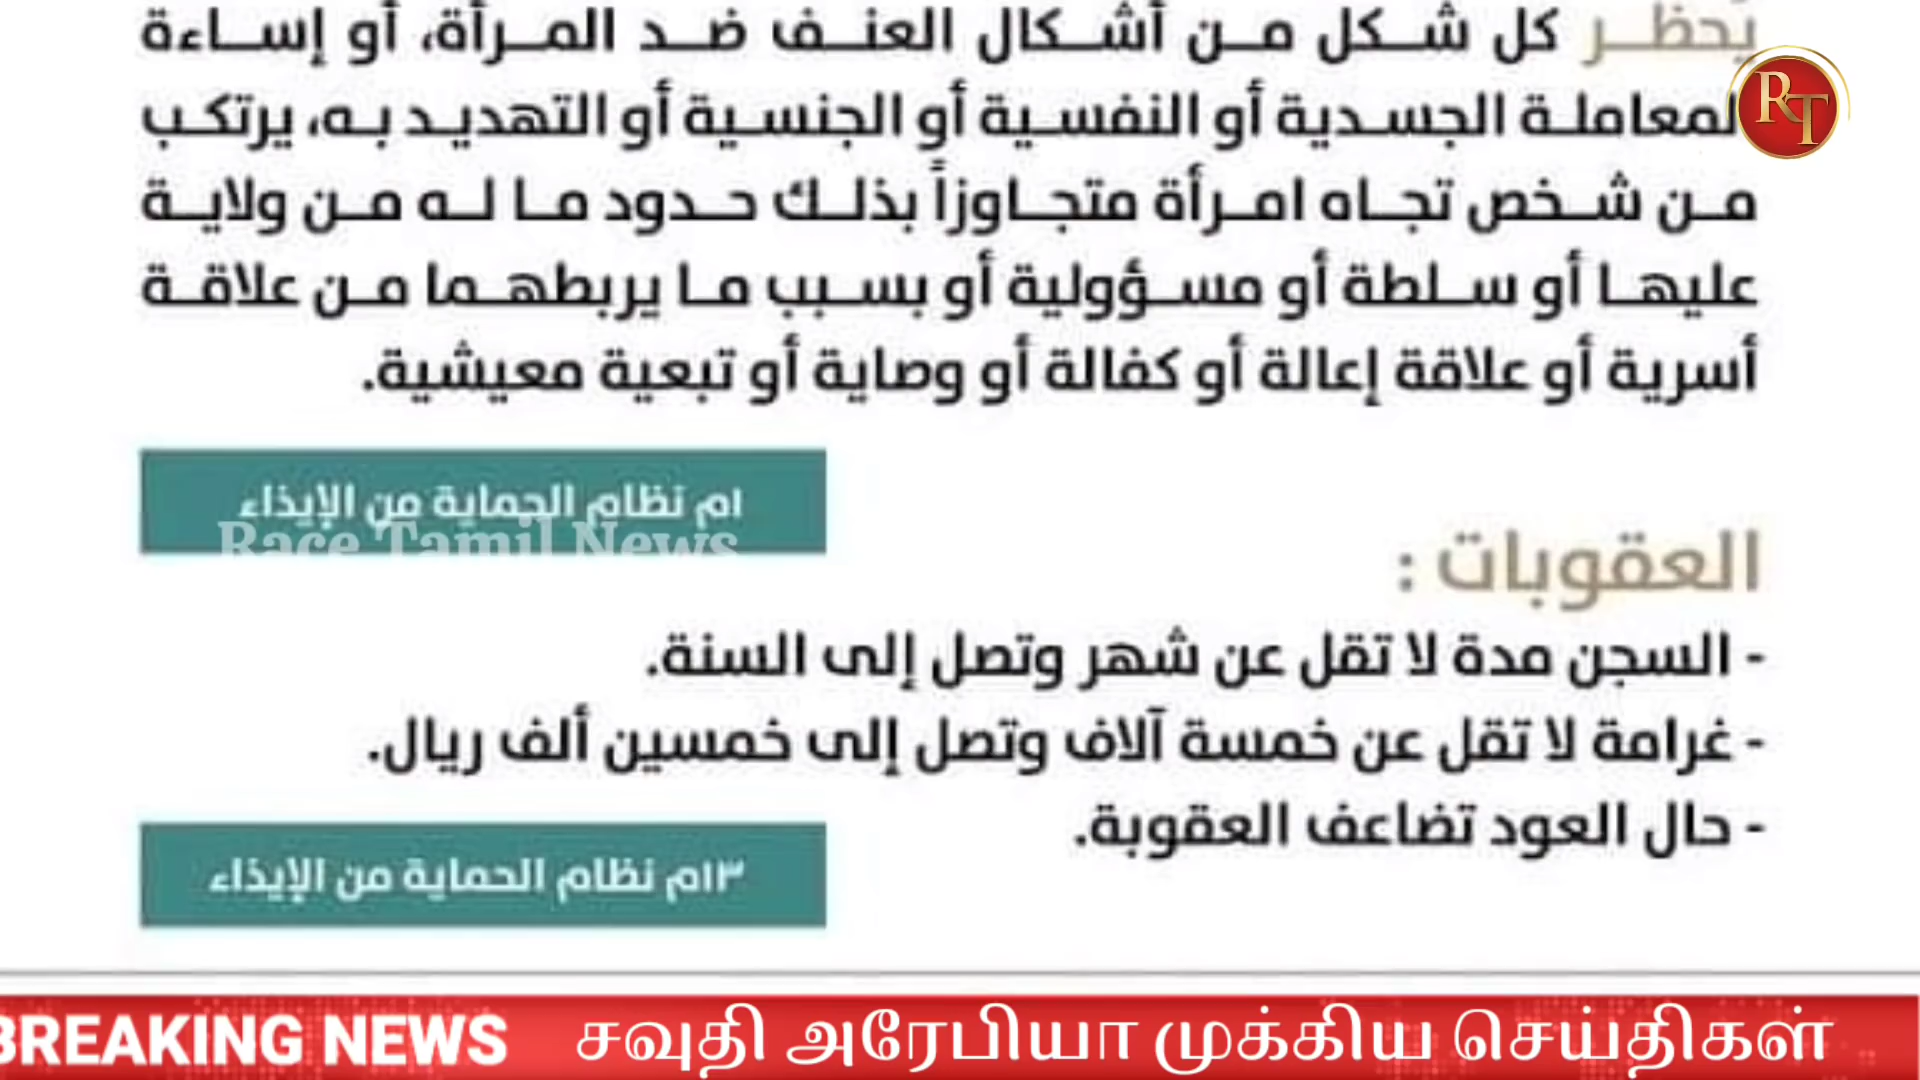 يُحظر كل شكل من أشكال العنف ضد المرأة، أو إساءة
المعاملة الجسدية أو النفسية أو الجنسية أو التهديد به، يرتكب
من شخص تجاه امرأة متجاوزاً بذلك حدود ما له من ولاية
عليها أو سلطة أو مسؤولية أو بسبب ما يربطهما من علاقة
أسرية أو علاقة إعالة أو كفالة أو وصاية أو تبعية معيشية.
م١ نظام الحماية من الإيذاء
Race Tamil News
العقوبات :
- السجن مدة لا تقل عن شهر وتصل إلى السنة.
- غرامة لا تقل عن خمسة آلاف وتصل إلى خمسين ألف ريال.
- حال العود تضاعف العقوبة.
م١٣ نظام الحماية من الإيذاء
RT
BREAKING NEWS சவுதி அரேபியா முக்கிய செய்திகள்